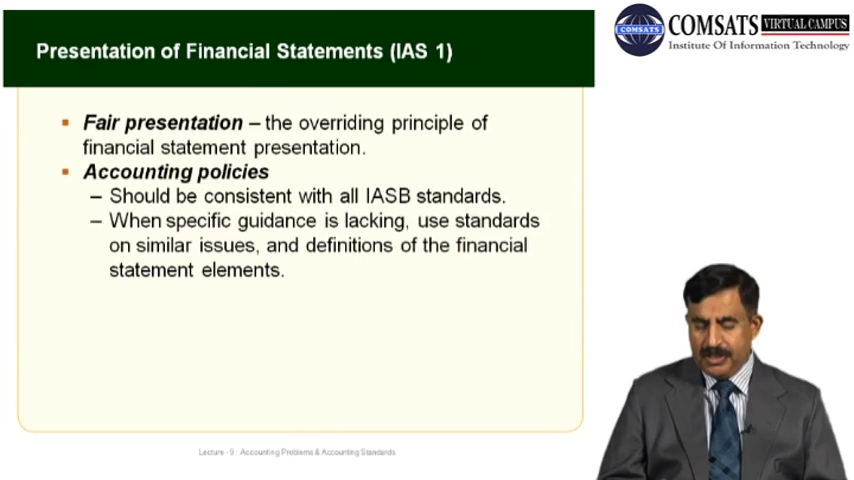 Presentation of Financial Statements (IAS 1)
COMSATS
COMSATS VIRTUAL CAMPUS
Institute Of Information Technology
▪ Fair presentation – the overriding principle of
financial statement presentation.
▪ Accounting policies
– Should be consistent with all IASB standards.
– When specific guidance is lacking, use standards
on similar issues, and definitions of the financial
statement elements.
Lecture - 9 : Accounting Problems & Accounting Standards